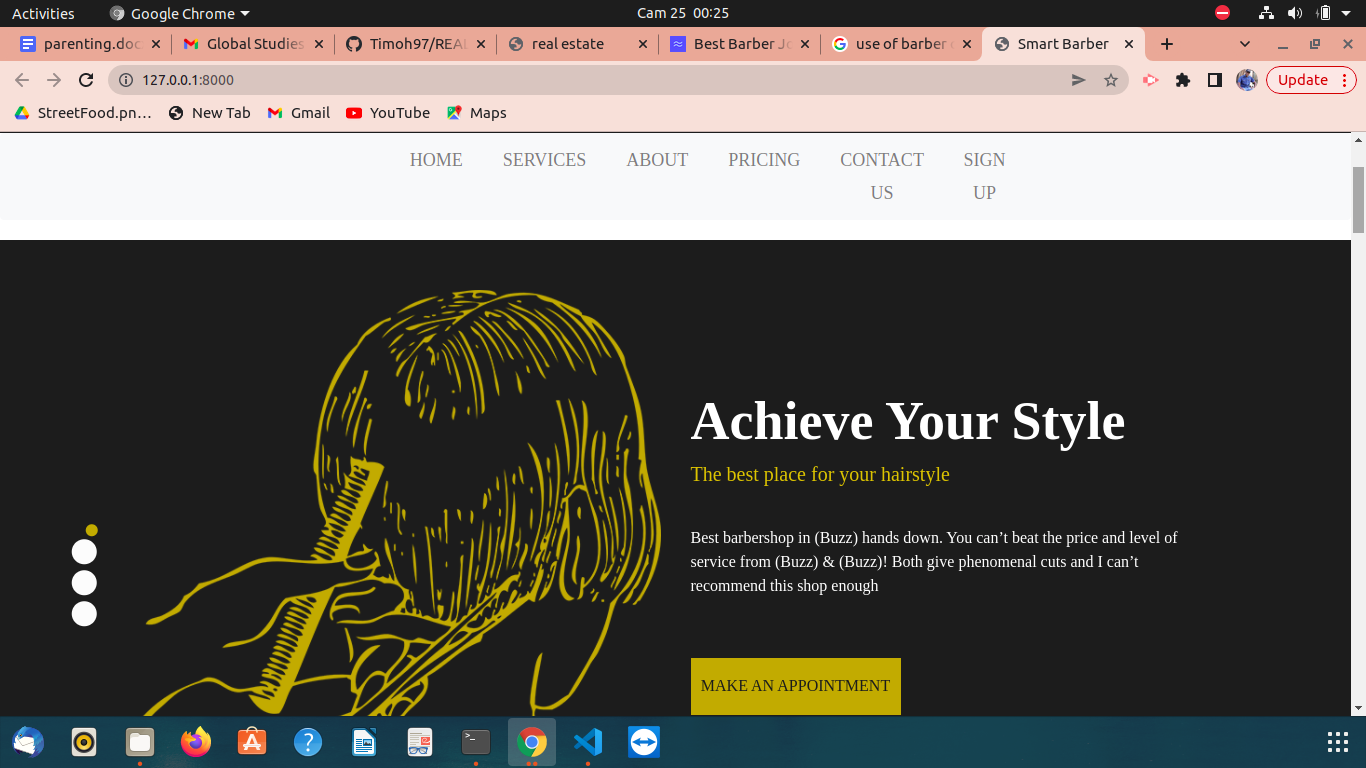 Activities Google Chrome Cam 25 00:25
parenting.doc Global Studies Timoh97/REAL real estate Best Barber Jo use of barber Smart Barber
127.0.0.1:8000 Update
StreetFood.pn… New Tab Gmail YouTube Maps
HOME SERVICES ABOUT PRICING CONTACT US SIGN UP
Achieve Your Style
The best place for your hairstyle
Best barbershop in (Buzz) hands down. You can’t beat the price and level of
service from (Buzz) & (Buzz)! Both give phenomenal cuts and I can’t
recommend this shop enough
MAKE AN APPOINTMENT